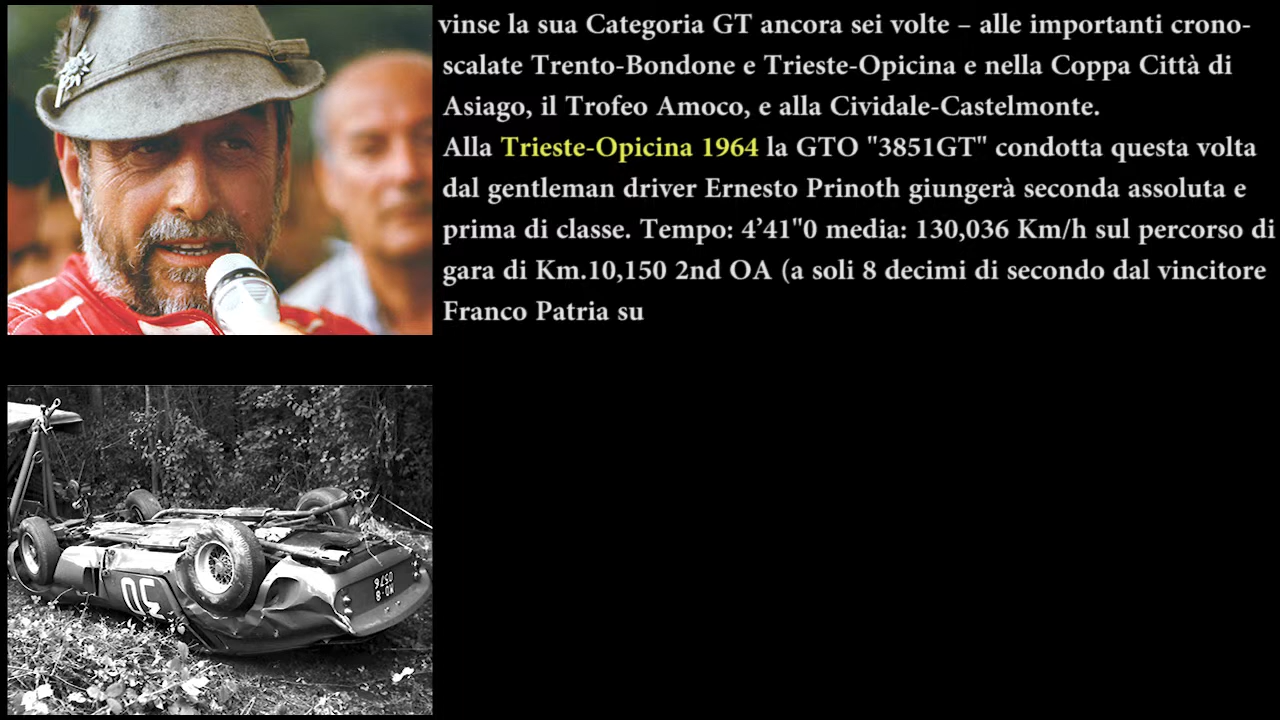 vinse la sua Categoria GT ancora sei volte – alle importanti crono-
scalate Trento-Bondone e Trieste-Opicina e nella Coppa Città di
Asiago, il Trofeo Amoco, e alla Cividale-Castelmonte.
Alla Trieste-Opicina 1964 la GTO "3851GT" condotta questa volta
dal gentleman driver Ernesto Prinoth giungerà seconda assoluta e
prima di classe. Tempo: 4’41"0 media: 130,036 Km/h sul percorso di
gara di Km.10,150 2nd OA (a soli 8 decimi di secondo dal vincitore
Franco Patria su